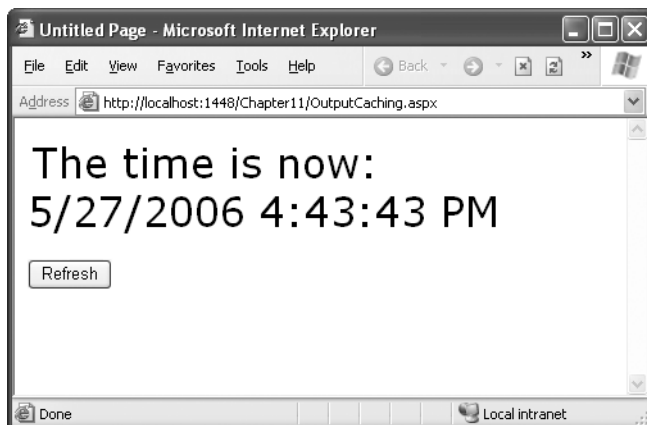 Untitled Page - Microsoft Internet Explorer
File Edit View Favorites Tools Help Back »
Address http://localhost:1448/Chapter11/OutputCaching.aspx
The time is now:
5/27/2006 4:43:43 PM
Refresh
Done Local intranet